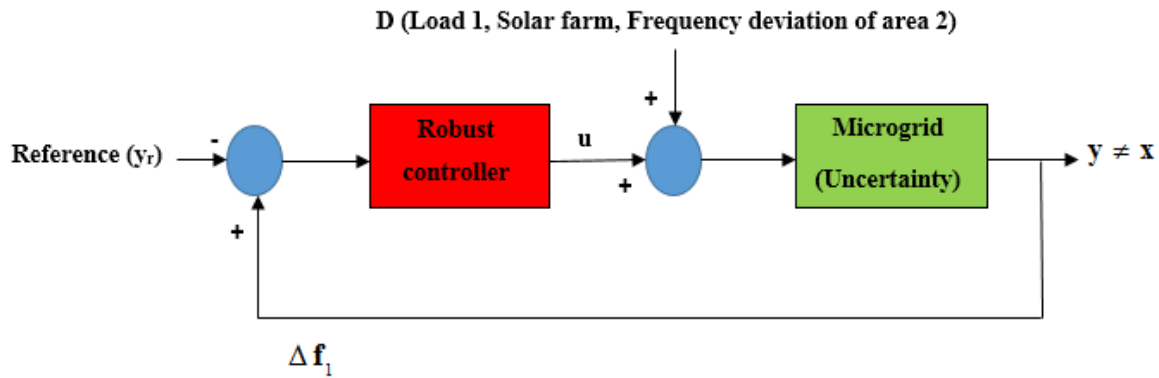 D (Load 1, Solar farm, Frequency deviation of area 2)
+
Robust
controller
Microgrid
(Uncertainty)
-
u
Reference (yr)
y ≠ x
+
+
Δ f1